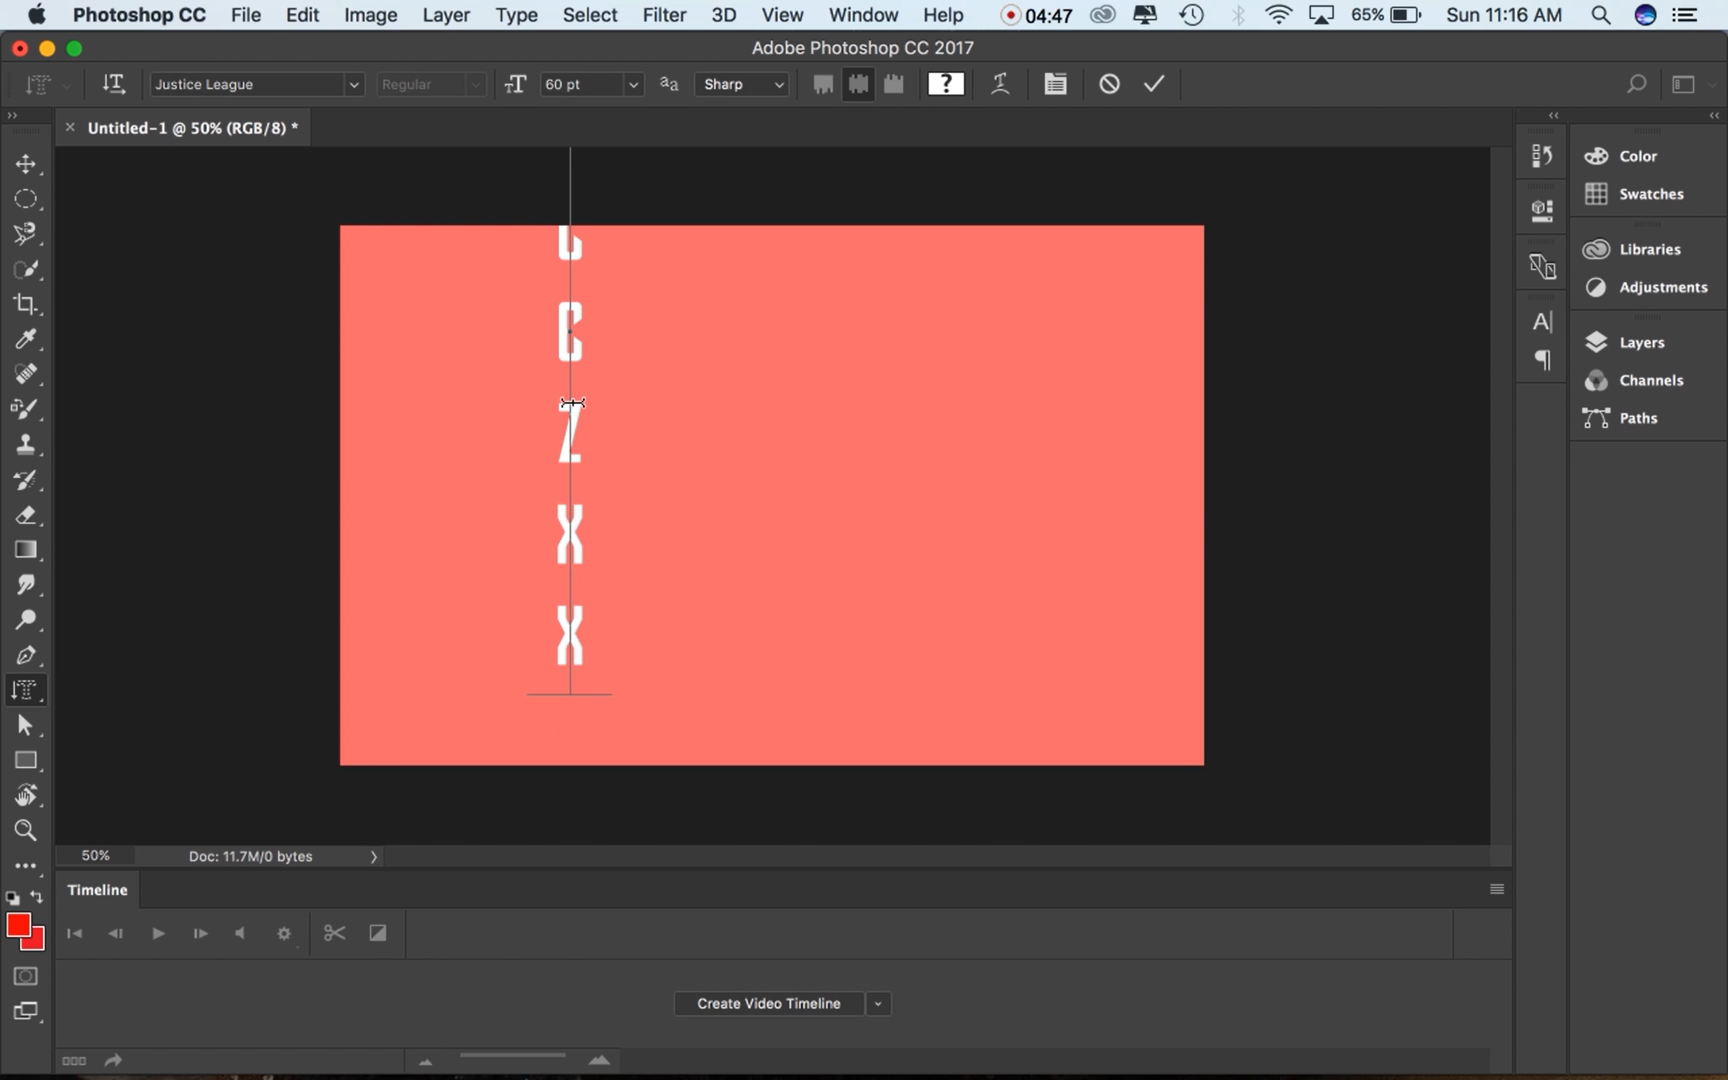 Photoshop CC File Edit Image Layer Type Select Filter 3D View Window Help 04:47 65% Sun 11:16 AM
Adobe Photoshop CC 2017
T Justice League Regular T 60 pt aa Sharp ?
× Untitled-1 @ 50% (RGB/8) *
Color
Swatches
Libraries
Adjustments
A|
¶
Layers
Channels
Paths
C
Z
X
X
50% Doc: 11.7M/0 bytes
Timeline
Create Video Timeline